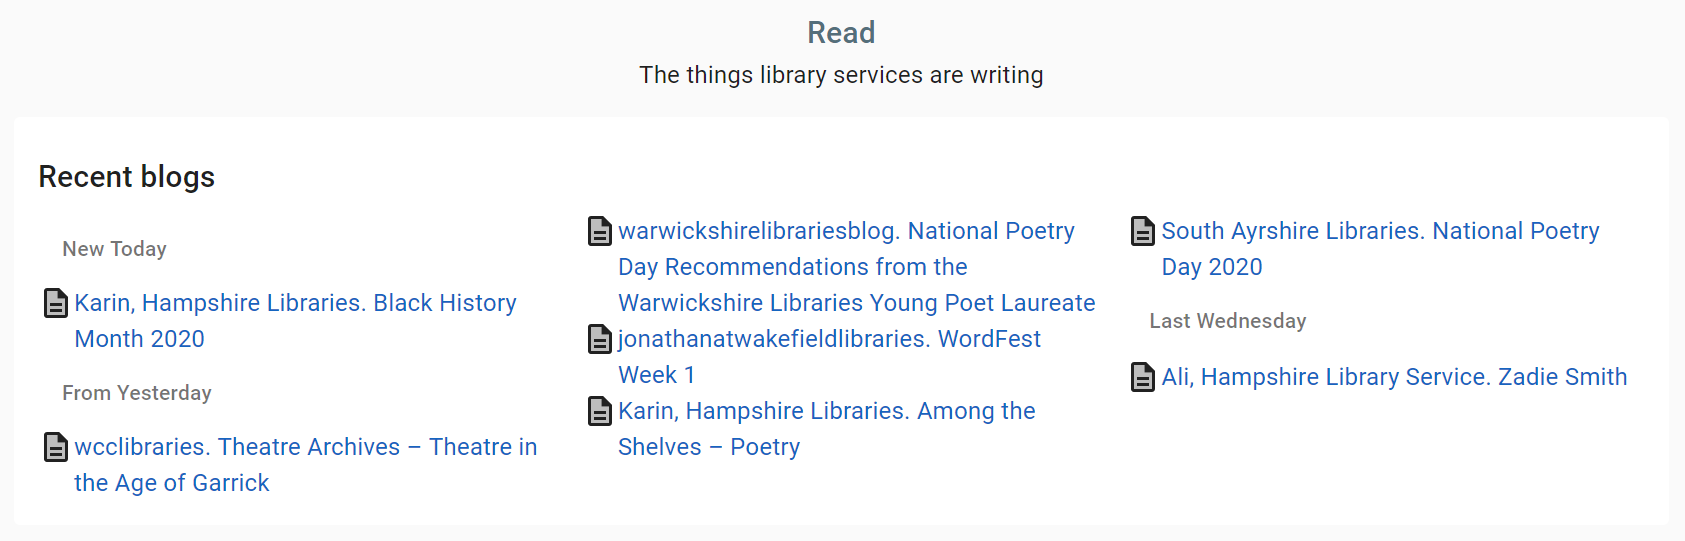 Read
The things library services are writing
Recent blogs
New Today
Karin, Hampshire Libraries. Black History
Month 2020
From Yesterday
wcclibraries. Theatre Archives – Theatre in
the Age of Garrick
warwickshirelibrariesblog. National Poetry
Day Recommendations from the
Warwickshire Libraries Young Poet Laureate
jonathanatwakefieldlibraries. WordFest
Week 1
Karin, Hampshire Libraries. Among the
Shelves – Poetry
South Ayrshire Libraries. National Poetry
Day 2020
Last Wednesday
Ali, Hampshire Library Service. Zadie Smith